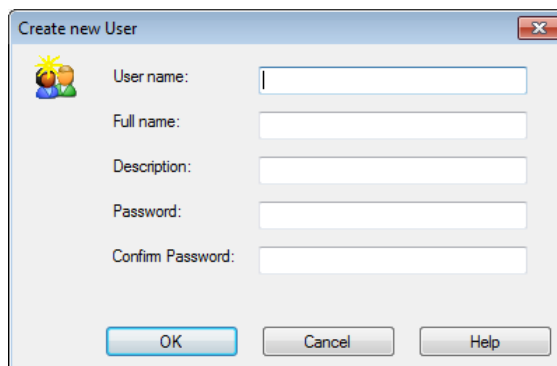 Create new User
User name:
Full name:
Description:
Password:
Confirm Password:
OK Cancel Help